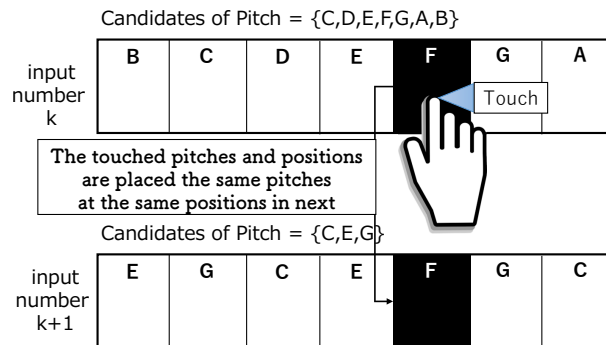 Candidates of Pitch = {C,D,E,F,G,A,B}
input
number
k
B C D E F G A
Touch
The touched pitches and positions
are placed the same pitches
at the same positions in next
Candidates of Pitch = {C,E,G}
input
number
k+1
E G C E F G C